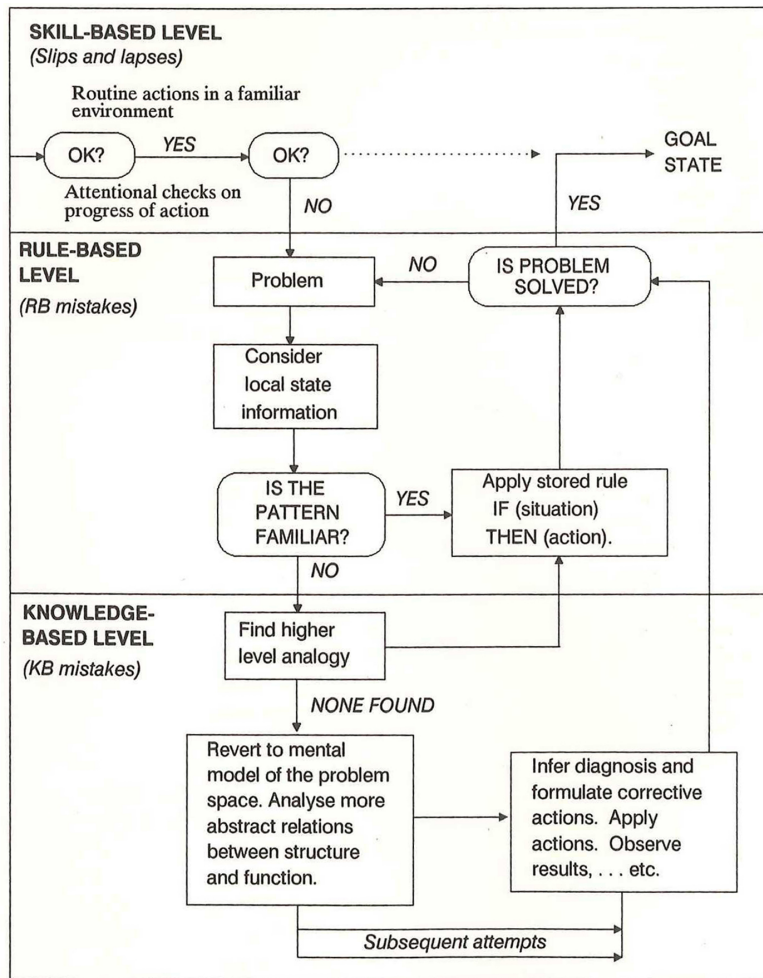 SKILL-BASED LEVEL
(Slips and lapses)
Routine actions in a familiar
environment
OK?
YES
OK?
GOAL
STATE
Attentional checks on
progress of action
NO
YES
RULE-BASED
LEVEL
(RB mistakes)
Problem
NO
IS PROBLEM
SOLVED?
Consider
local state
information
IS THE
PATTERN
FAMILIAR?
YES
Apply stored rule
IF (situation)
THEN (action).
NO
KNOWLEDGE-
BASED LEVEL
(KB mistakes)
Find higher
level analogy
NONE FOUND
Revert to mental
model of the problem
space. Analyse more
abstract relations
between structure
and function.
Infer diagnosis and
formulate corrective
actions. Apply
actions. Observe
results, . . . etc.
Subsequent attempts